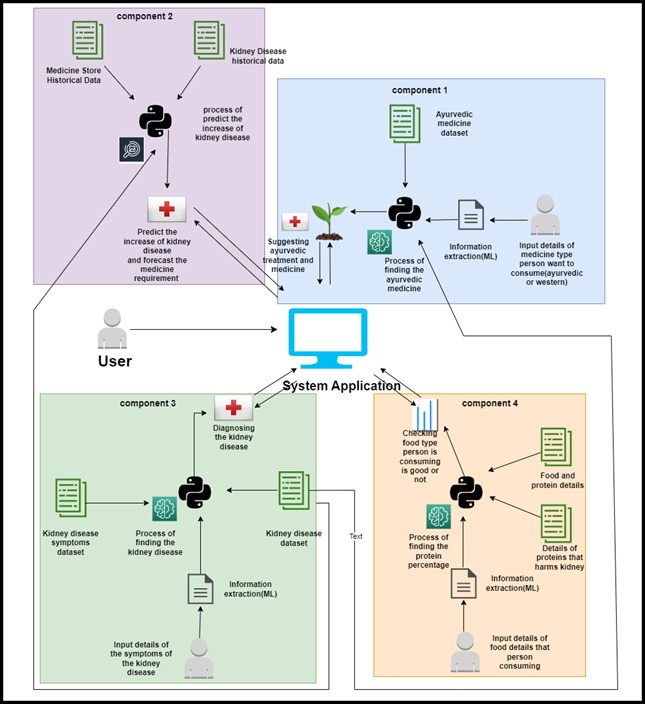 component 2
Medicine Store
Historical Data
Kidney Disease
historical data
process of
predict the
increase of
kidney disease
Predict the
increase of kidney
disease and
forecast the
medicine
requirement
component 1
Ayurvedic
medicine
dataset
Suggesting
ayurvedic
treatment and
medicine
Process of
finding the
ayurvedic
medicine
Information
extraction(ML)
Input details of
medicine type
person want to
consume(ayurvedic
or western)
User
System Application
component 3
Diagnosing
the kidney
disease
Kidney disease
symptoms
dataset
Process of
finding the
kidney disease
Kidney disease
dataset
Information
extraction(ML)
Input details of
the symptoms of
the kidney
disease
Text
component 4
Checking
food type
person is
consuming
is good or
not
Food and
protein details
Process of
finding the
protein
percentage
Details of
proteins that
harms kidney
Information
extraction(ML)
Input details of
food details that
person
consuming